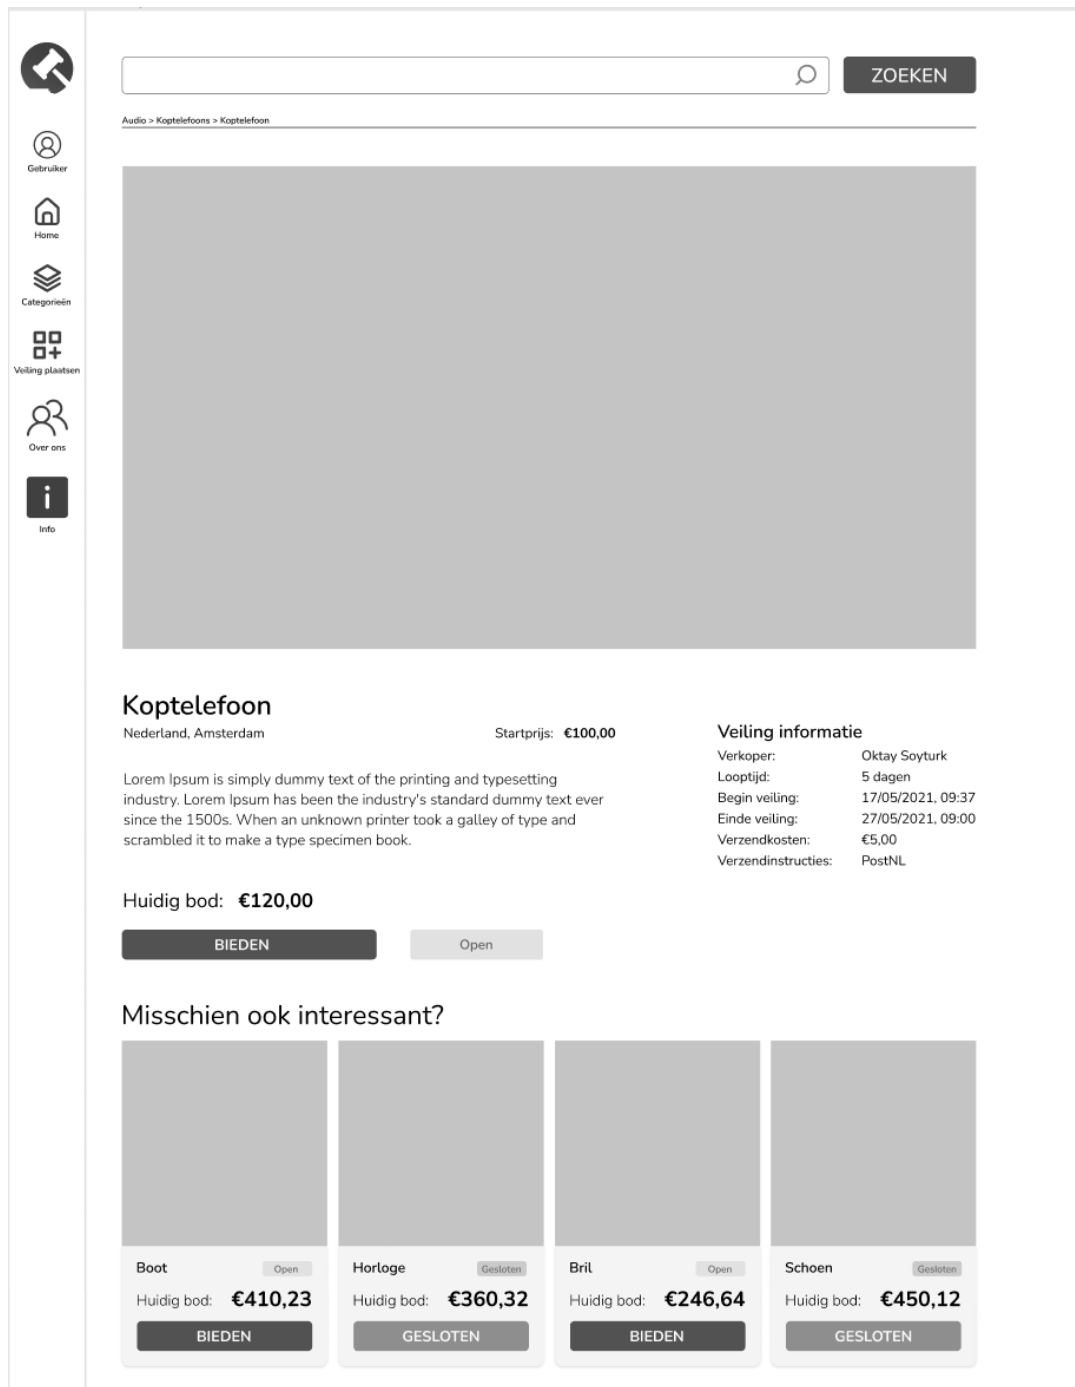 ZOEKEN
Audio > Koptelefoons > Koptelefoon
Gebruiker
Home
Categorieën
Veiling plaatsen
Over ons
i
Info
Koptelefoon
Nederland, Amsterdam
Startprijs: €100,00
Lorem Ipsum is simply dummy text of the printing and typesetting
industry. Lorem Ipsum has been the industry's standard dummy text ever
since the 1500s. When an unknown printer took a galley of type and
scrambled it to make a type specimen book.
Huidig bod: €120,00
BIEDEN
Open
Veiling informatie
Verkoper: Oktay Soyturk
Looptijd: 5 dagen
Begin veiling: 17/05/2021, 09:37
Einde veiling: 27/05/2021, 09:00
Verzendkosten: €5,00
Verzendinstructies: PostNL
Misschien ook interessant?
Boot Open
Huidig bod: €410,23
BIEDEN
Horloge Gesloten
Huidig bod: €360,32
GESLOTEN
Bril Open
Huidig bod: €246,64
BIEDEN
Schoen Gesloten
Huidig bod: €450,12
GESLOTEN